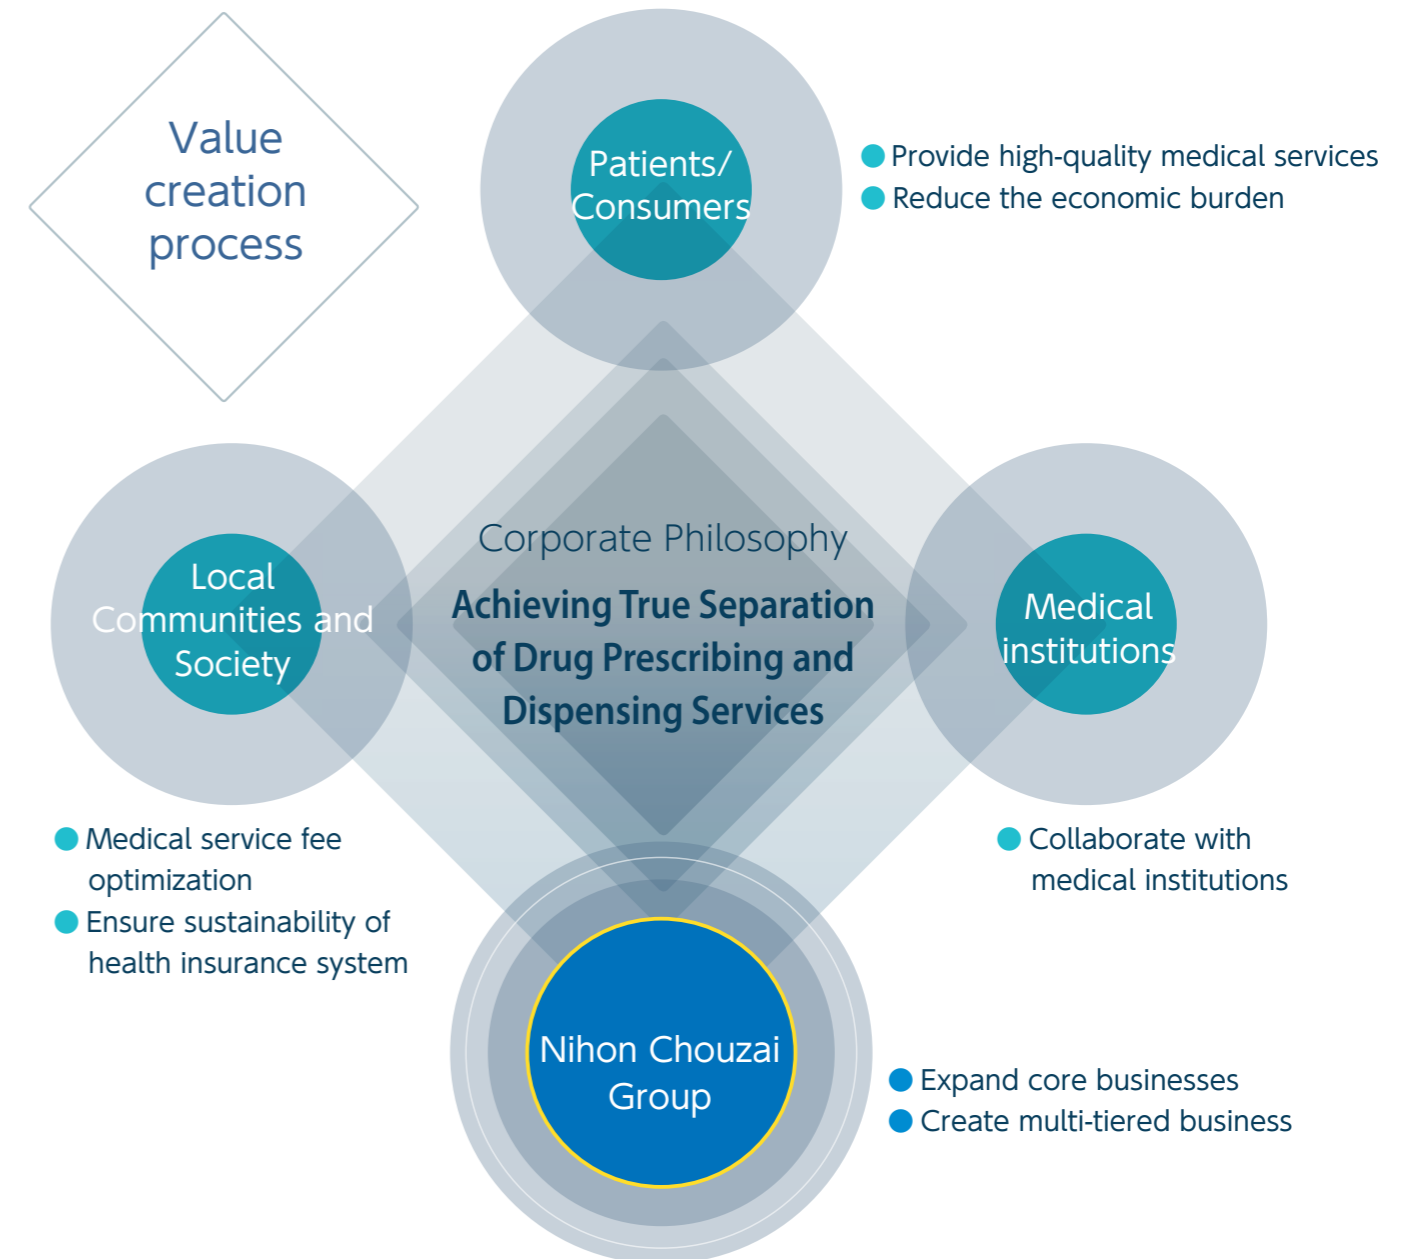 Value
creation
process
Patients/
Consumers
● Provide high-quality medical services
● Reduce the economic burden
Corporate Philosophy
Achieving True Separation
of Drug Prescribing and
Dispensing Services
Local
Communities and
Society
Medical
institutions
● Medical service fee
optimization
● Ensure sustainability of
health insurance system
● Collaborate with
medical institutions
Nihon Chouzai
Group
● Expand core businesses
● Create multi-tiered business